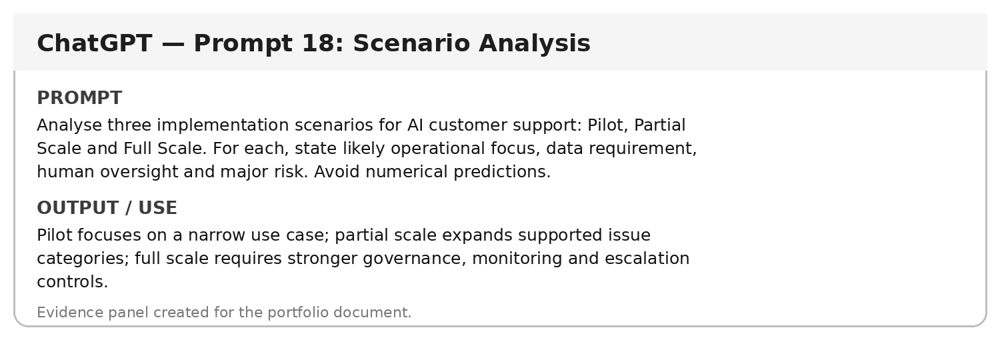 ChatGPT — Prompt 18: Scenario Analysis
PROMPT
Analyse three implementation scenarios for AI customer support: Pilot, Partial
Scale and Full Scale. For each, state likely operational focus, data requirement,
human oversight and major risk. Avoid numerical predictions.
OUTPUT / USE
Pilot focuses on a narrow use case; partial scale expands supported issue
categories; full scale requires stronger governance, monitoring and escalation
controls.
Evidence panel created for the portfolio document.